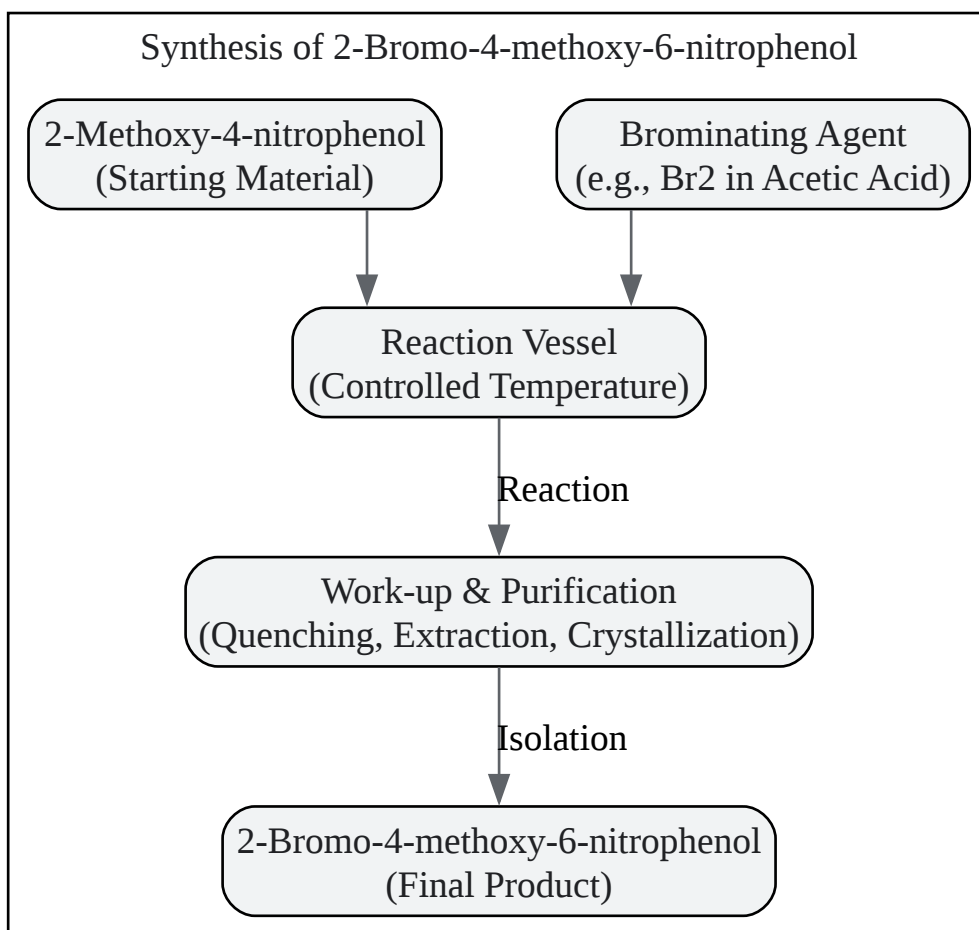 Synthesis of 2-Bromo-4-methoxy-6-nitrophenol
2-Methoxy-4-nitrophenol
(Starting Material)
Brominating Agent
(e.g., Br2 in Acetic Acid)
Reaction Vessel
(Controlled Temperature)
Reaction
Work-up & Purification
(Quenching, Extraction, Crystallization)
Isolation
2-Bromo-4-methoxy-6-nitrophenol
(Final Product)